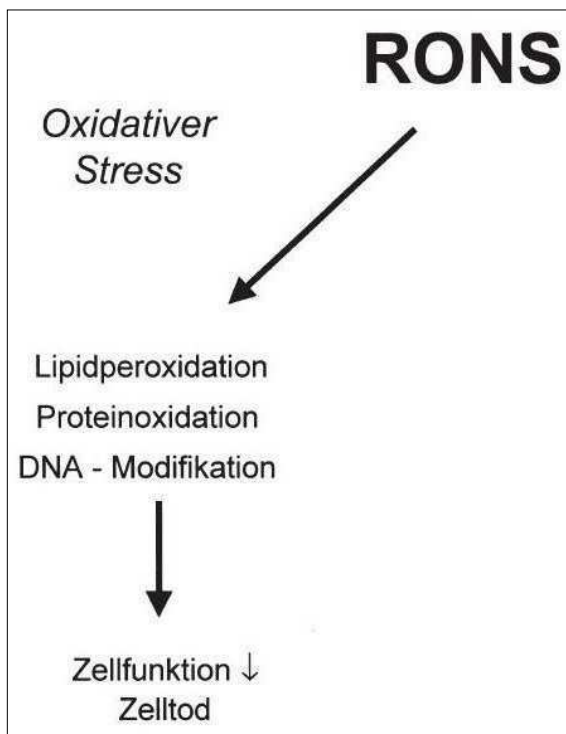 RONS
Oxidativer
Stress
Lipidperoxidation
Proteinoxidation
DNA - Modifikation
Zellfunktion ↓
Zelltod